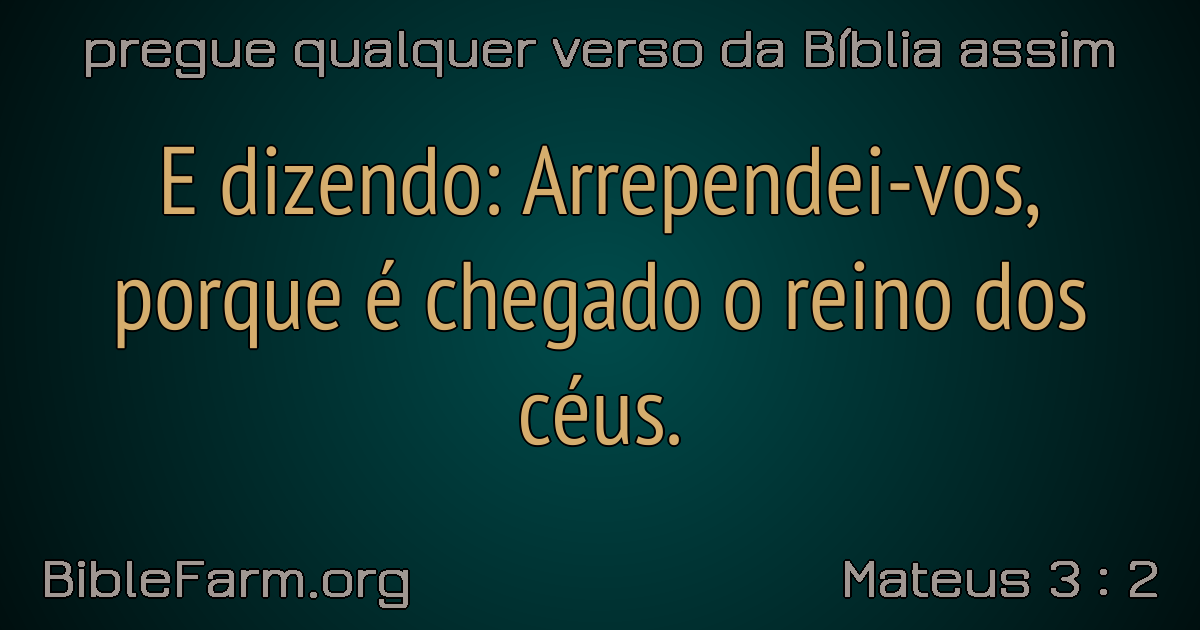 pregue qualquer verso da Bíblia assim
E dizendo: Arrependei-vos,
porque é chegado o reino dos
céus.
BibleFarm.org
Mateus 3 : 2